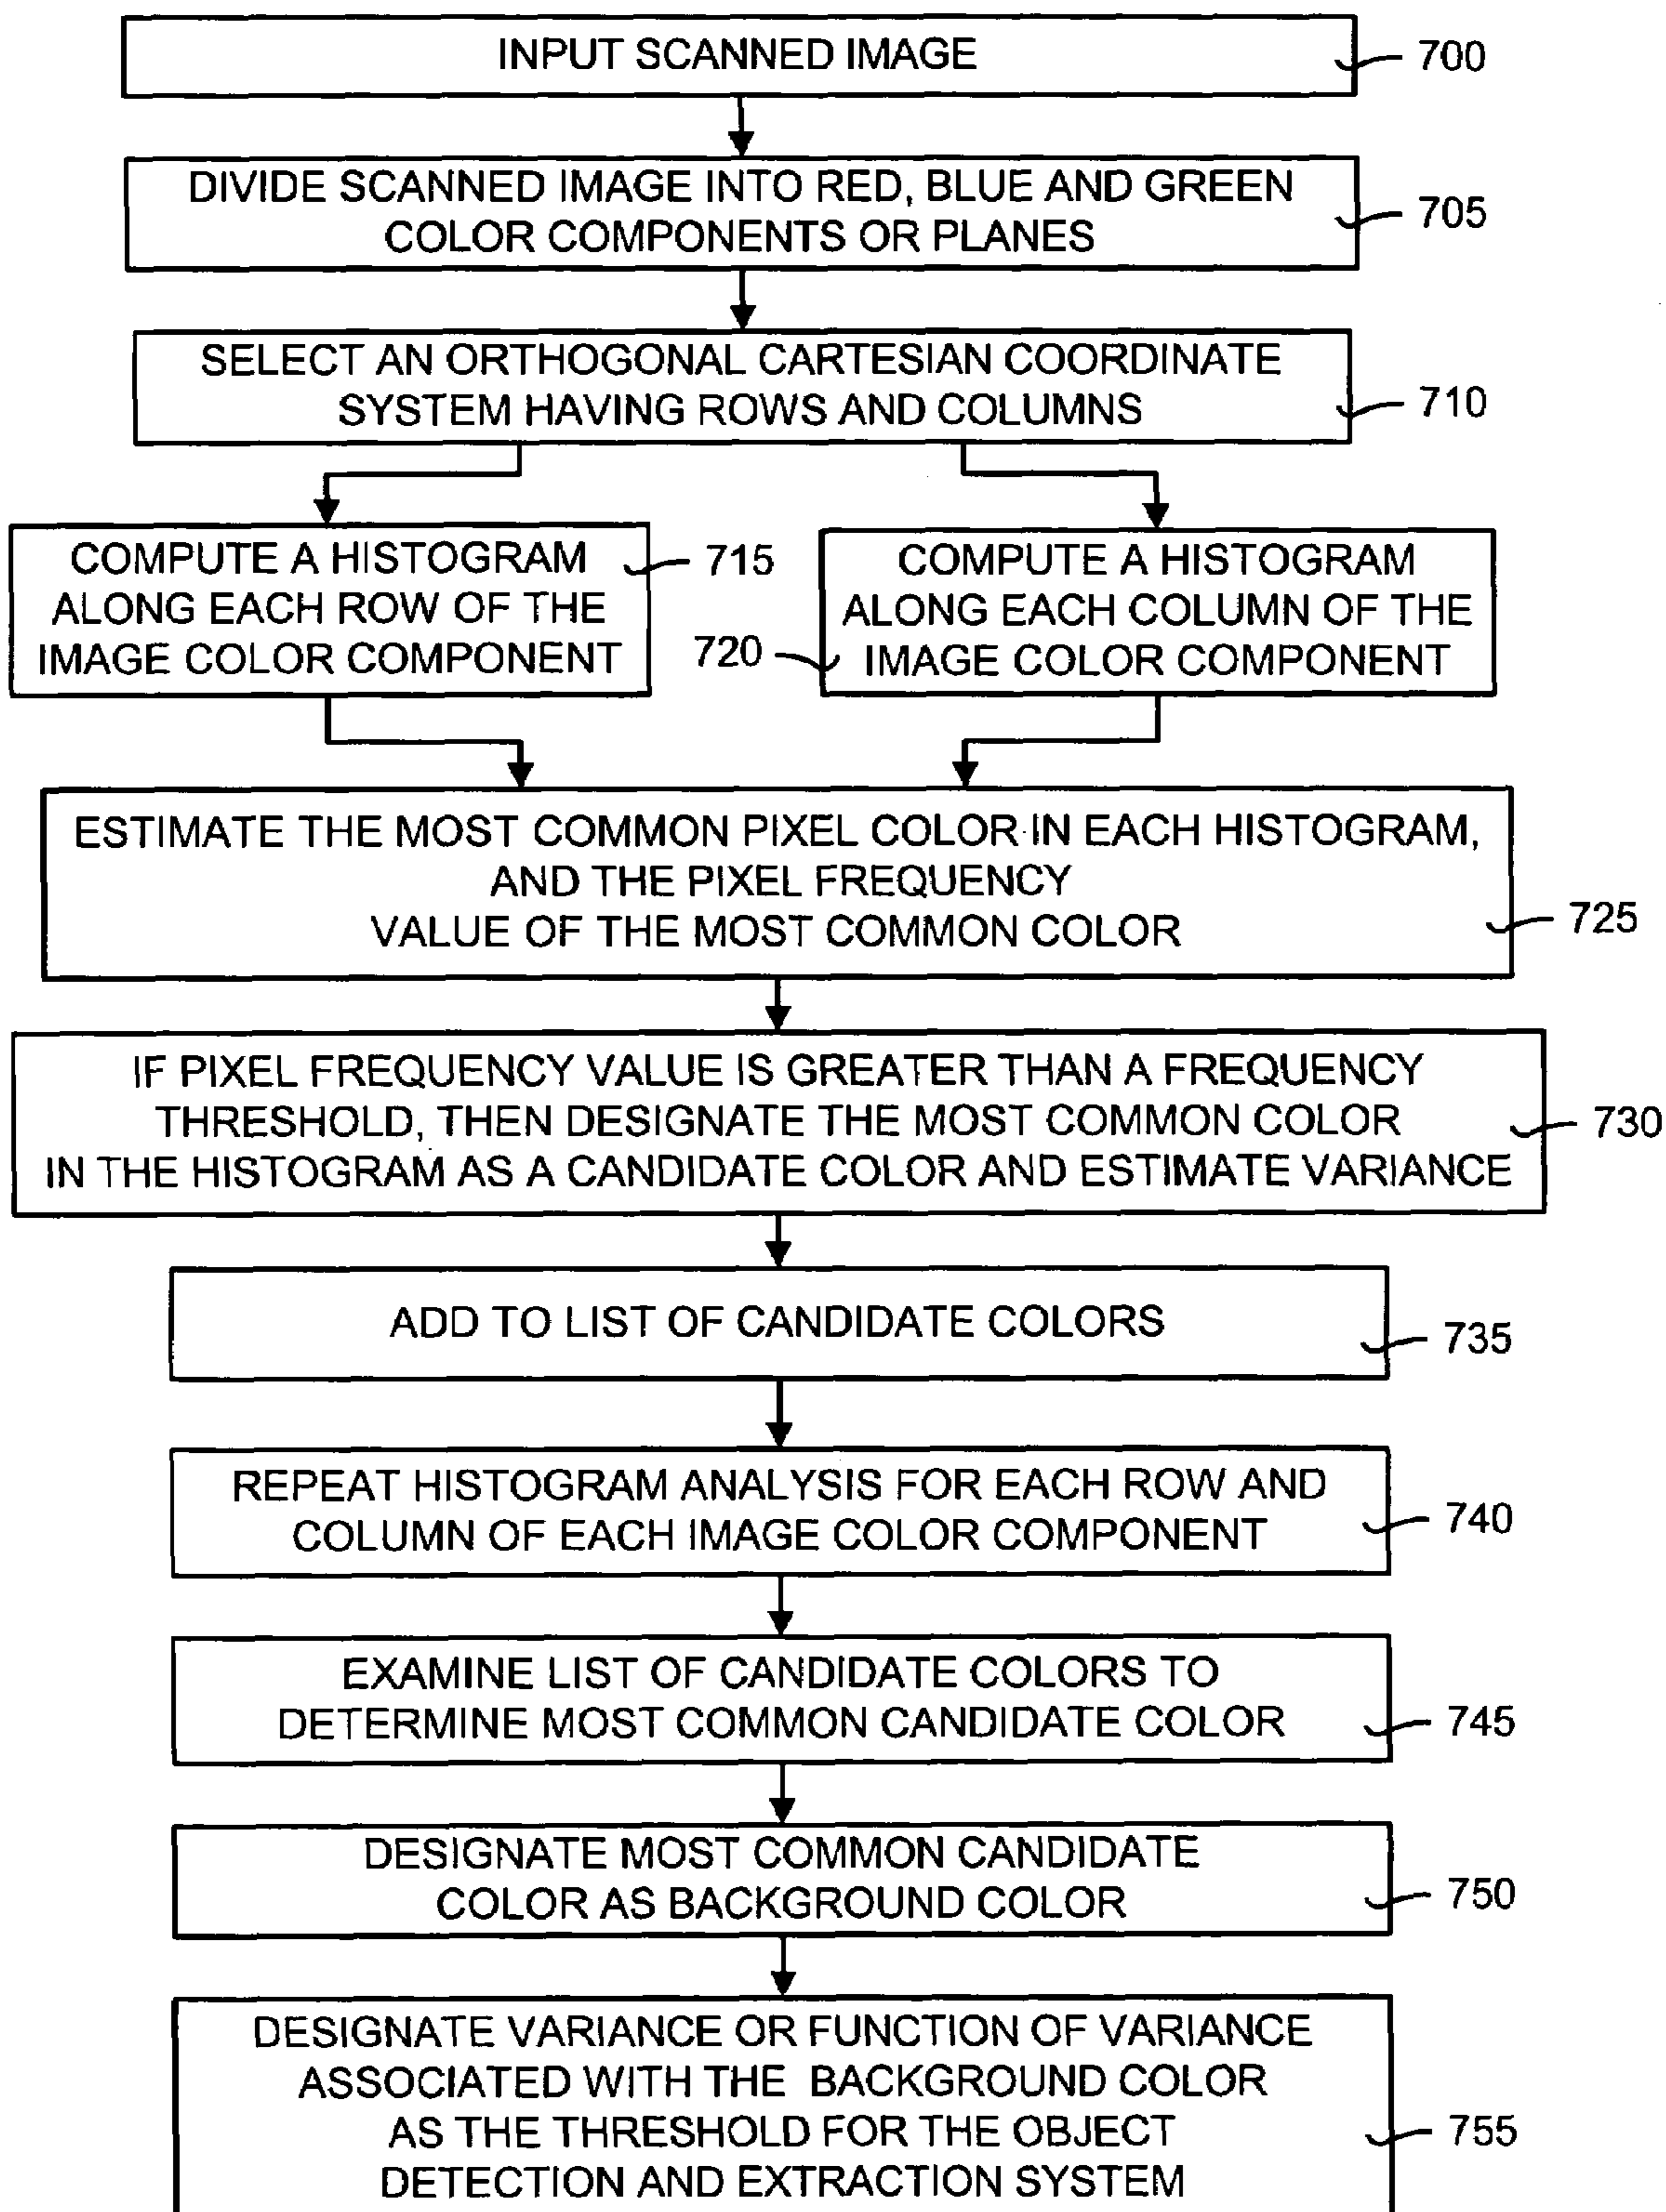 INPUT SCANNED IMAGE
700
DIVIDE SCANNED IMAGE INTO RED, BLUE AND GREEN
COLOR COMPONENTS OR PLANES
705
SELECT AN ORTHOGONAL CARTESIAN COORDINATE
SYSTEM HAVING ROWS AND COLUMNS
710
COMPUTE A HISTOGRAM
ALONG EACH ROW OF THE
IMAGE COLOR COMPONENT
715
COMPUTE A HISTOGRAM
ALONG EACH COLUMN OF THE
IMAGE COLOR COMPONENT
720
ESTIMATE THE MOST COMMON PIXEL COLOR IN EACH HISTOGRAM,
AND THE PIXEL FREQUENCY
VALUE OF THE MOST COMMON COLOR
725
IF PIXEL FREQUENCY VALUE IS GREATER THAN A FREQUENCY
THRESHOLD, THEN DESIGNATE THE MOST COMMON COLOR
IN THE HISTOGRAM AS A CANDIDATE COLOR AND ESTIMATE VARIANCE
730
ADD TO LIST OF CANDIDATE COLORS
735
REPEAT HISTOGRAM ANALYSIS FOR EACH ROW AND
COLUMN OF EACH IMAGE COLOR COMPONENT
740
EXAMINE LIST OF CANDIDATE COLORS TO
DETERMINE MOST COMMON CANDIDATE COLOR
745
DESIGNATE MOST COMMON CANDIDATE
COLOR AS BACKGROUND COLOR
750
DESIGNATE VARIANCE OR FUNCTION OF VARIANCE
ASSOCIATED WITH THE BACKGROUND COLOR
AS THE THRESHOLD FOR THE OBJECT
DETECTION AND EXTRACTION SYSTEM
755